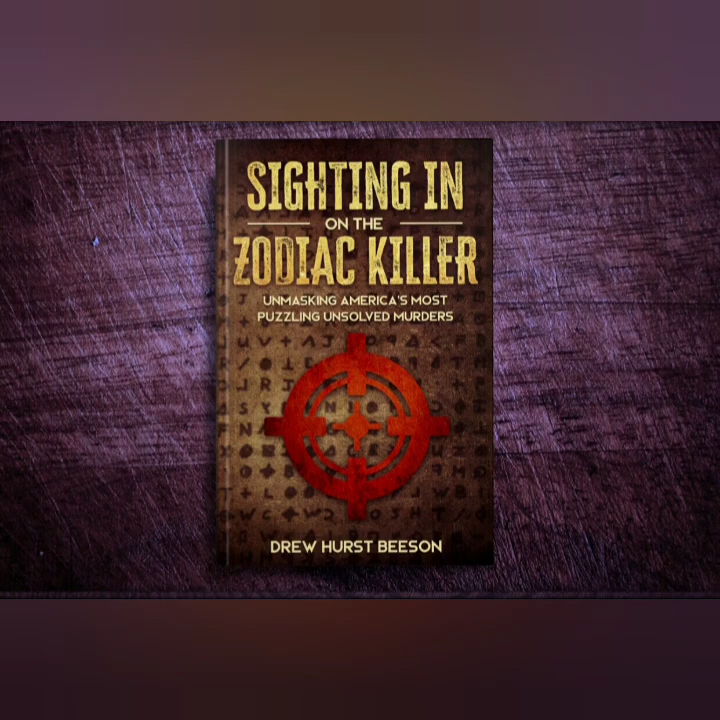 SIGHTING IN
ON THE
ZODIAC KILLER
UNMASKING AMERICA'S MOST
PUZZLING UNSOLVED MURDERS
DREW HURST BEESON